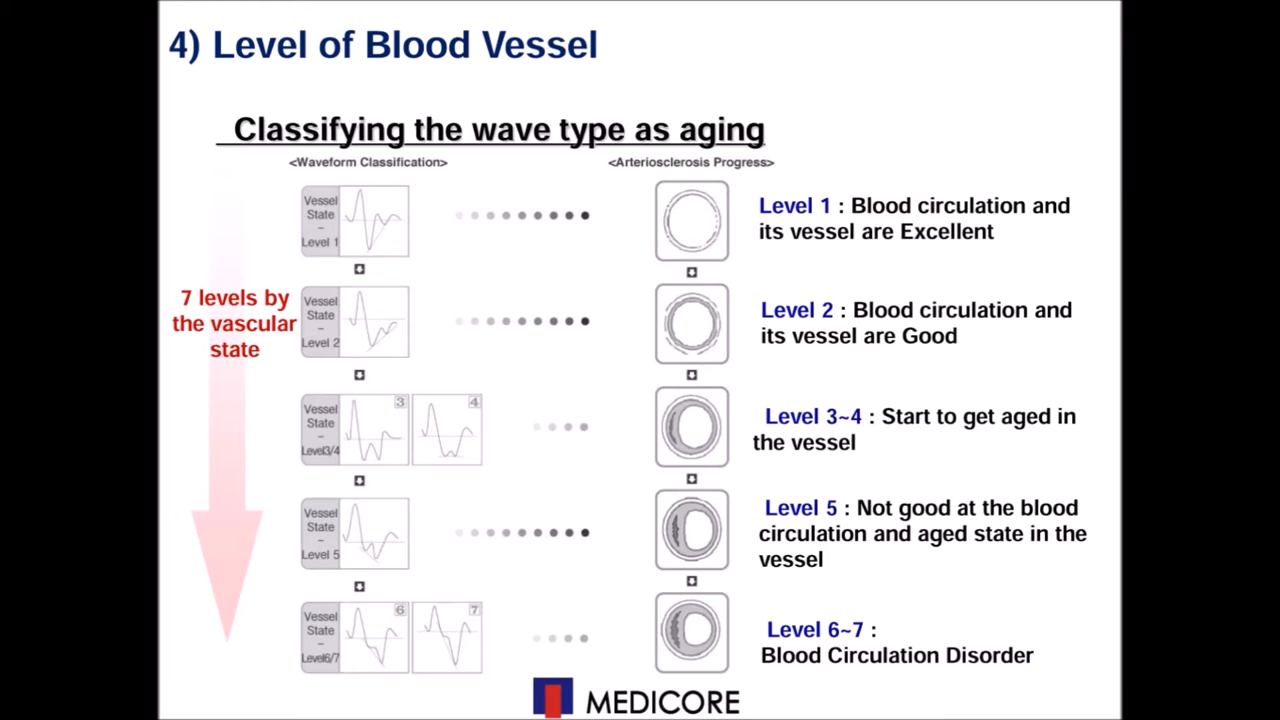 4) Level of Blood Vessel
Classifying the wave type as aging
<Waveform Classification>
<Arteriosclerosis Progress>
Vessel
State
–
Level 1
Level 1 : Blood circulation and
its vessel are Excellent
7 levels by
the vascular
state
Vessel
State
–
Level 2
Level 2 : Blood circulation and
its vessel are Good
Vessel
State
–
Level3/4
3
4
Level 3~4 : Start to get aged in
the vessel
Vessel
State
–
Level 5
Level 5 : Not good at the blood
circulation and aged state in the
vessel
Vessel
State
–
Level6/7
6
7
Level 6~7 :
Blood Circulation Disorder
MEDICORE